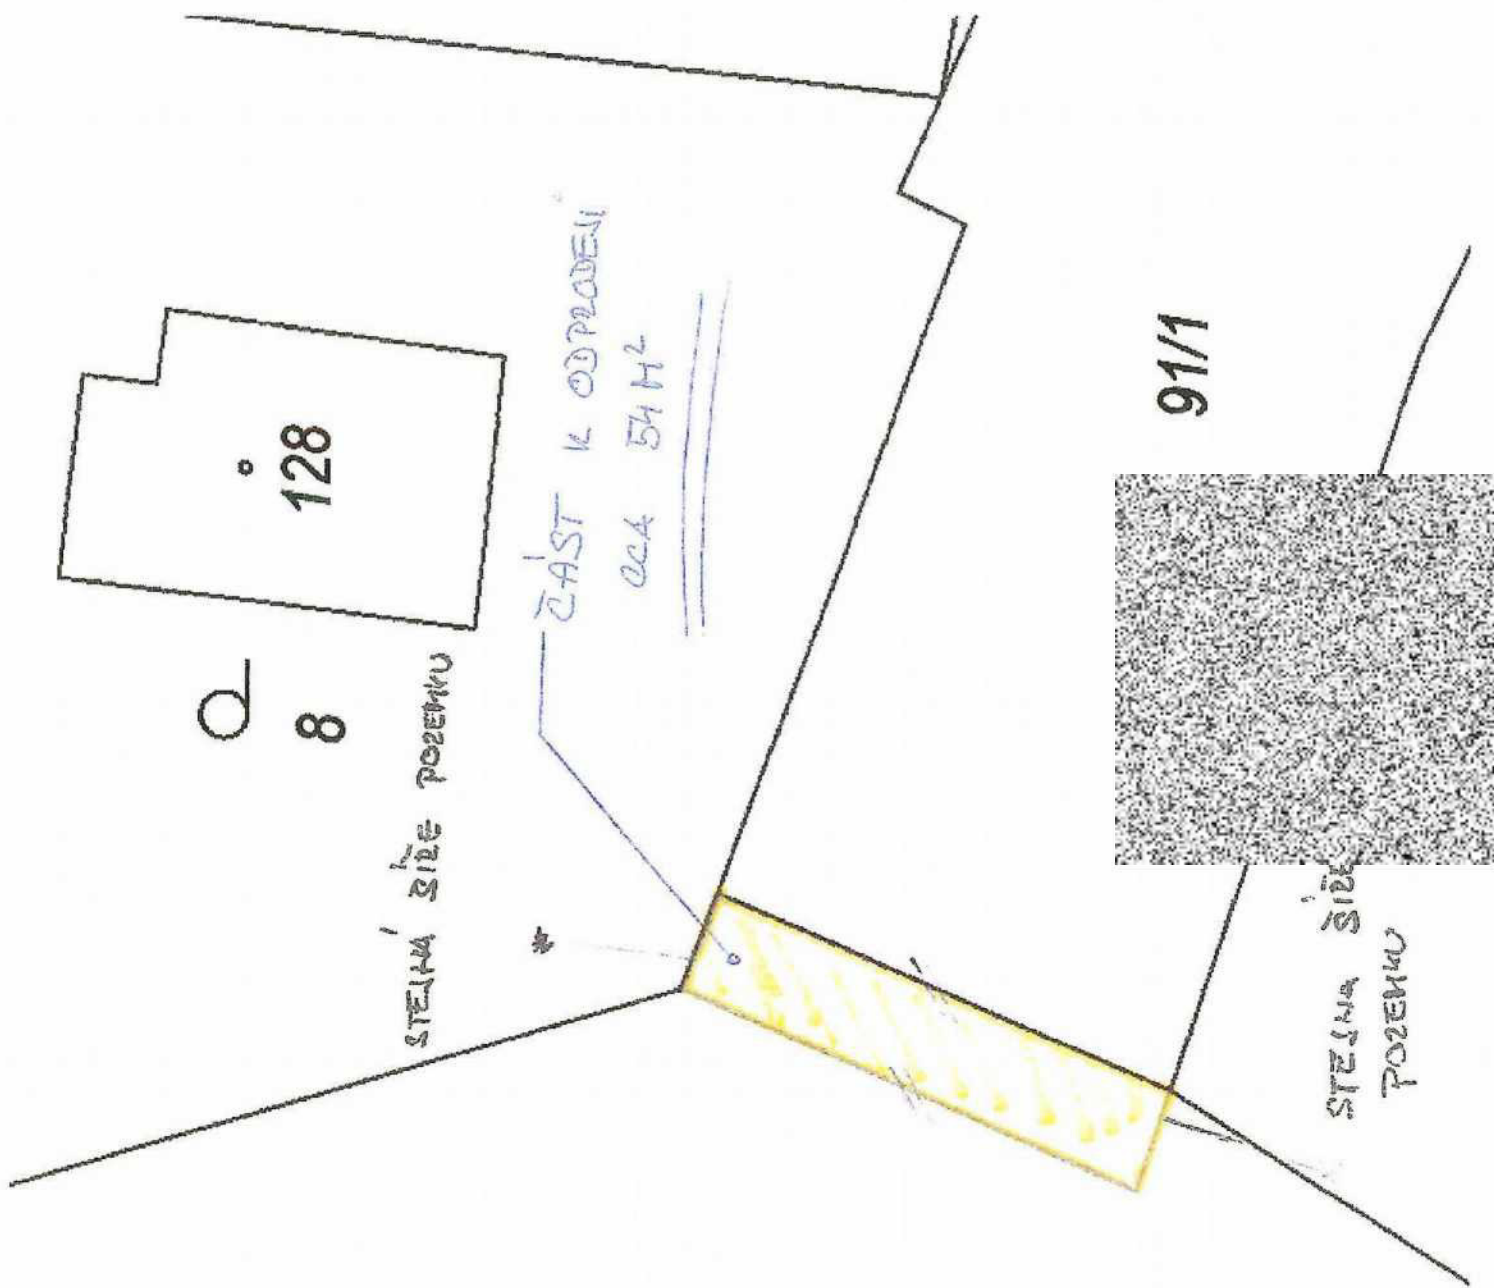 128
8
STEJNÁ ŠÍŘE POZEMKU
ČÁST K ODPRODEJI
CCA 54 M²
91/1
STEJNÁ ŠÍŘE
POZEMKU